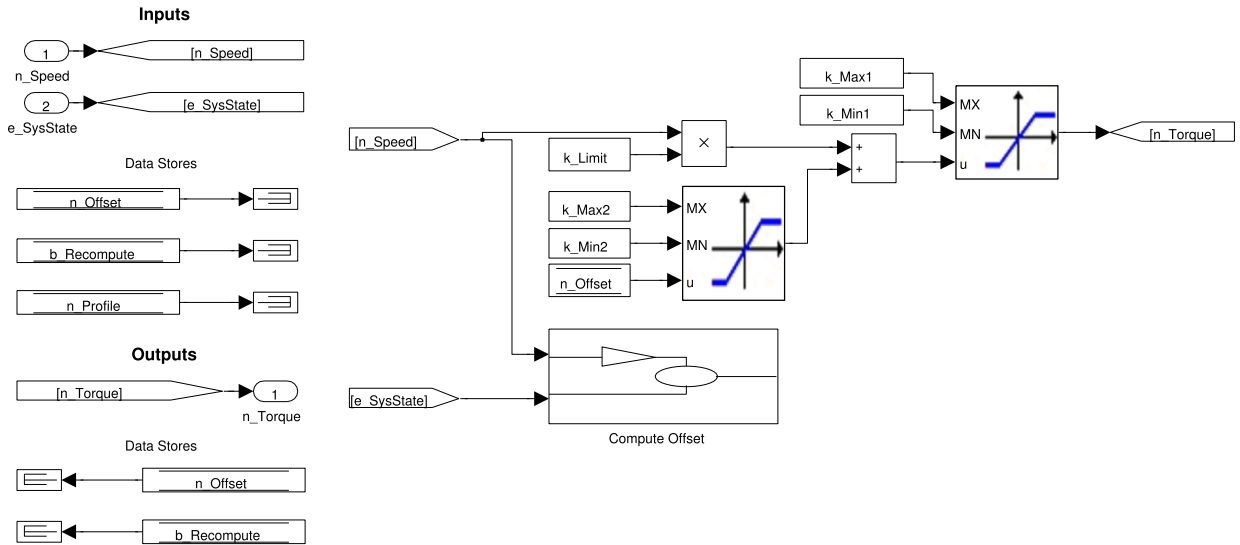 Inputs
1
[n_Speed]
n_Speed
2
[e_SysState]
e_SysState
Data Stores
n_Offset
b_Recompute
n_Profile
Outputs
[n_Torque]
1
n_Torque
Data Stores
n_Offset
b_Recompute
[n_Speed]
k_Limit
×
k_Max2
k_Min2
n_Offset
MX
MN
u
[e_SysState]
Compute Offset
+
+
k_Max1
k_Min1
MX
MN
u
[n_Torque]